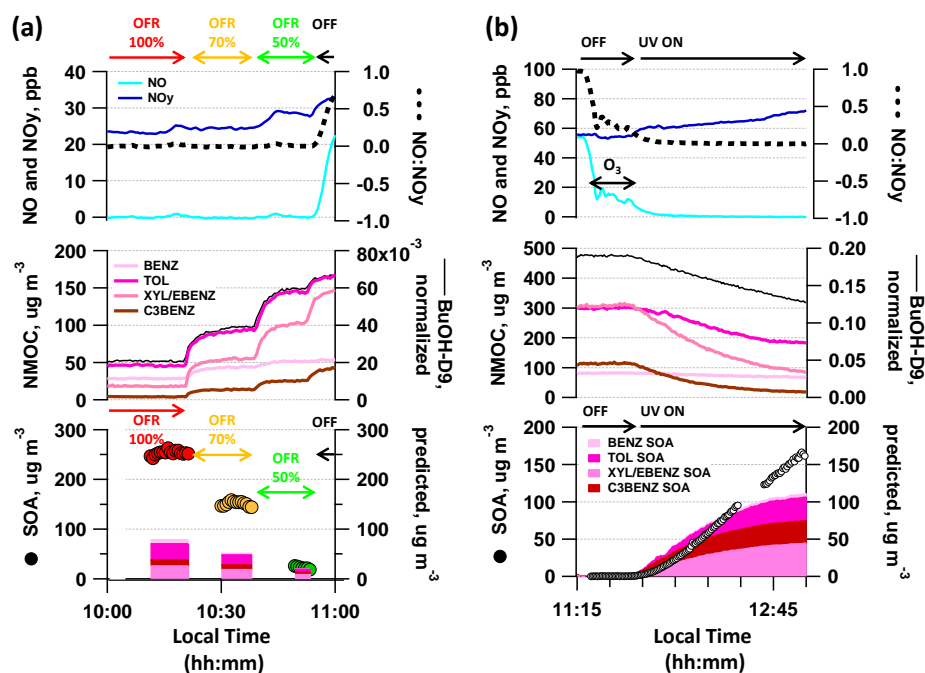 (a)
OFR
100%
OFR
70%
OFR
50%
OFF
40
30
20
10
0
NO and NOy, ppb
NO
NOy
1.0
0.5
0.0
-0.5
-1.0
NO:NOy
200
150
100
50
0
NMOC, ug m-3
BENZ
TOL
XYL/EBENZ
C3BENZ
80x10-3
60
40
20
0
BuOH-D9,
normalized
OFR
100%
OFR
70%
OFR
50%
OFF
300
250
200
150
100
50
0
SOA, ug m-3
300
250
200
150
100
50
0
predicted, ug m-3
10:00
10:30
11:00
Local Time
(hh:mm)
(b)
OFF
UV ON
100
80
60
40
20
0
NO and NOy, ppb
O3
1.0
0.5
0.0
-0.5
-1.0
NO:NOy
500
400
300
200
100
0
NMOC, ug m-3
0.20
0.15
0.10
0.05
0.00
BuOH-D9,
normalized
OFF
UV ON
200
150
100
50
0
SOA, ug m-3
BENZ SOA
TOL SOA
XYL/EBENZ SOA
C3BENZ SOA
200
150
100
50
0
predicted, ug m-3
11:15
12:45
Local Time
(hh:mm)